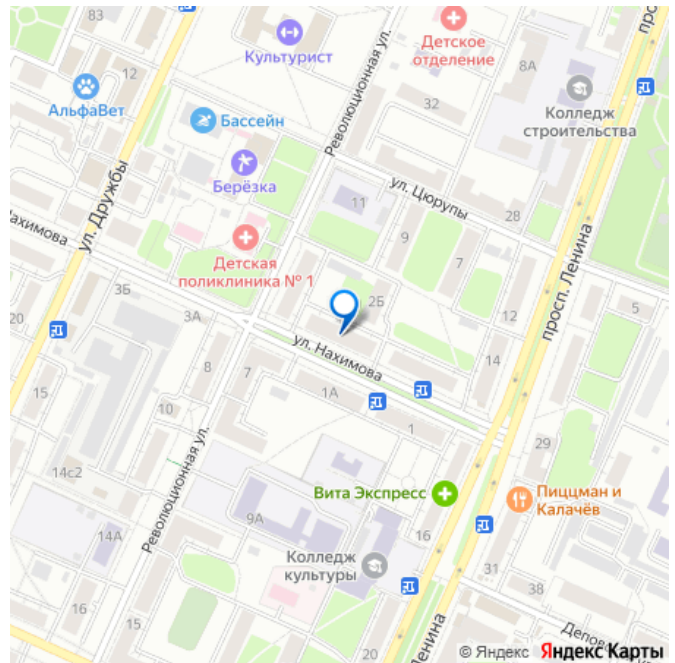 Культурист
Детское
отделение
8А
просп
12
АльфаВет
Бассейн
Революционная ул.
32
Колледж
строительства
ул. Дружбы
Берёзка
11
ул. Цюрупы
28
9
7
Нахимова
Детская
поликлиника № 1
просп. Ленина
3Б
2Б
5
20
3А
12
ул. Нахимова
8
7
14
15
1А
10
1
29
Революционная ул.
14с2
Вита Экспресс
Пиццман и
Калачёв
9А
16
14А
Колледж
культуры
31
38
16
20
Ленина
Депов
© Яндекс Яндекс Карты